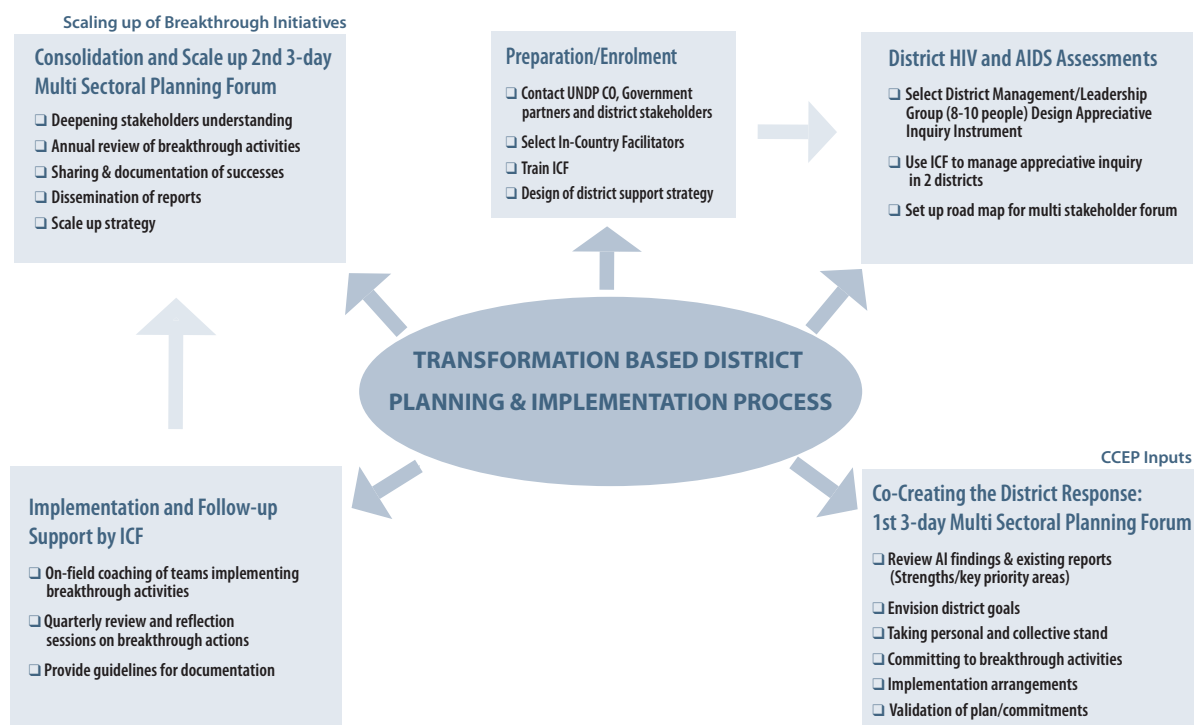 Scaling up of Breakthrough Initiatives
Consolidation and Scale up 2nd 3-day
Multi Sectoral Planning Forum
❏ Deepening stakeholders understanding
❏ Annual review of breakthrough activities
❏ Sharing & documentation of successes
❏ Dissemination of reports
❏ Scale up strategy
Preparation/Enrolment
❏ Contact UNDP CO, Government
partners and district stakeholders
❏ Select In-Country Facilitators
❏ Train ICF
❏ Design of district support strategy
District HIV and AIDS Assessments
❏ Select District Management/Leadership
Group (8-10 people) Design Appreciative
Inquiry Instrument
❏ Use ICF to manage appreciative inquiry
in 2 districts
❏ Set up road map for multi stakeholder forum
TRANSFORMATION BASED DISTRICT
PLANNING & IMPLEMENTATION PROCESS
Implementation and Follow-up
Support by ICF
❏ On-field coaching of teams implementing
breakthrough activities
❏ Quarterly review and reflection
sessions on breakthrough actions
❏ Provide guidelines for documentation
CCEP Inputs
Co-Creating the District Response:
1st 3-day Multi Sectoral Planning Forum
❏ Review AI findings & existing reports
(Strengths/key priority areas)
❏ Envision district goals
❏ Taking personal and collective stand
❏ Committing to breakthrough activities
❏ Implementation arrangements
❏ Validation of plan/commitments